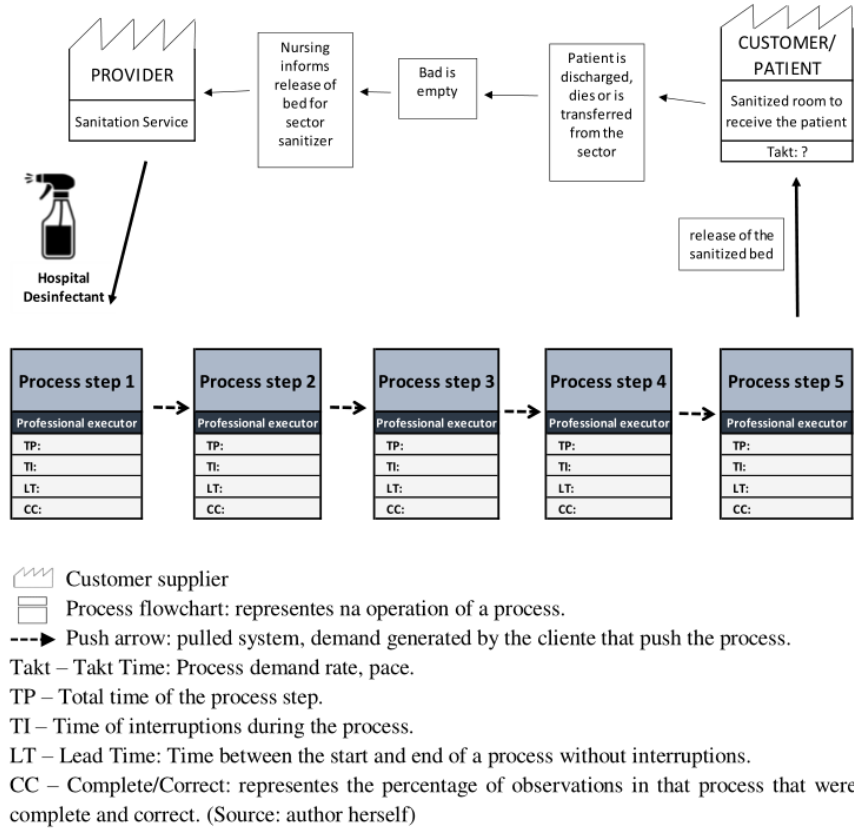 PROVIDER
Sanitation Service
Nursing
informs
release of
bed for
sector
sanitizer
Bad is
empty
Patient is
discharged,
dies or is
transferred
from the
sector
CUSTOMER/
PATIENT
Sanitized room to
receive the patient
Takt: ?
Hospital
Desinfectant
release of the
sanitized bed
Process step 1
Professional executor
TP:
TI:
LT:
CC:
Process step 2
Professional executor
TP:
TI:
LT:
CC:
Process step 3
Professional executor
TP:
TI:
LT:
CC:
Process step 4
Professional executor
TP:
TI:
LT:
CC:
Process step 5
Professional executor
TP:
TI:
LT:
CC:
Customer supplier
Process flowchart: representes na operation of a process.
Push arrow: pulled system, demand generated by the cliente that push the process.
Takt – Takt Time: Process demand rate, pace.
TP – Total time of the process step.
TI – Time of interruptions during the process.
LT – Lead Time: Time between the start and end of a process without interruptions.
CC – Complete/Correct: representes the percentage of observations in that process that were
complete and correct. (Source: author herself)